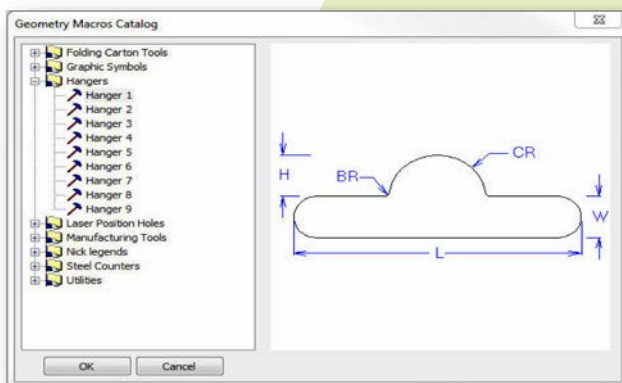 Geometry Macros Catalog
Folding Carton Tools
Graphic Symbols
Hangers
Hanger 1
Hanger 2
Hanger 3
Hanger 4
Hanger 5
Hanger 6
Hanger 7
Hanger 8
Hanger 9
Laser Position Holes
Manufacturing Tools
Nick legends
Steel Counters
Utilities
H
BR
CR
W
L
OK
Cancel